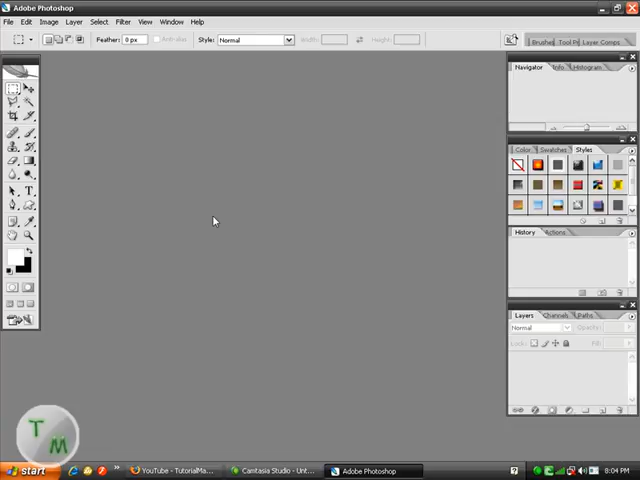 Adobe Photoshop
File Edit Image Layer Select Filter View Window Help
Feather: 0 px Anti-alias Style: Normal Width: Height:
Brushes Tool Pr Layer Comps
Navigator Info Histogram
Color Swatches Styles
T
History Actions
Layers Channels Paths
Normal Opacity:
Lock: Fill:
T M
start YouTube - TutorialMa... Camtasia Studio - Unt... Adobe Photoshop ? 8:04 PM